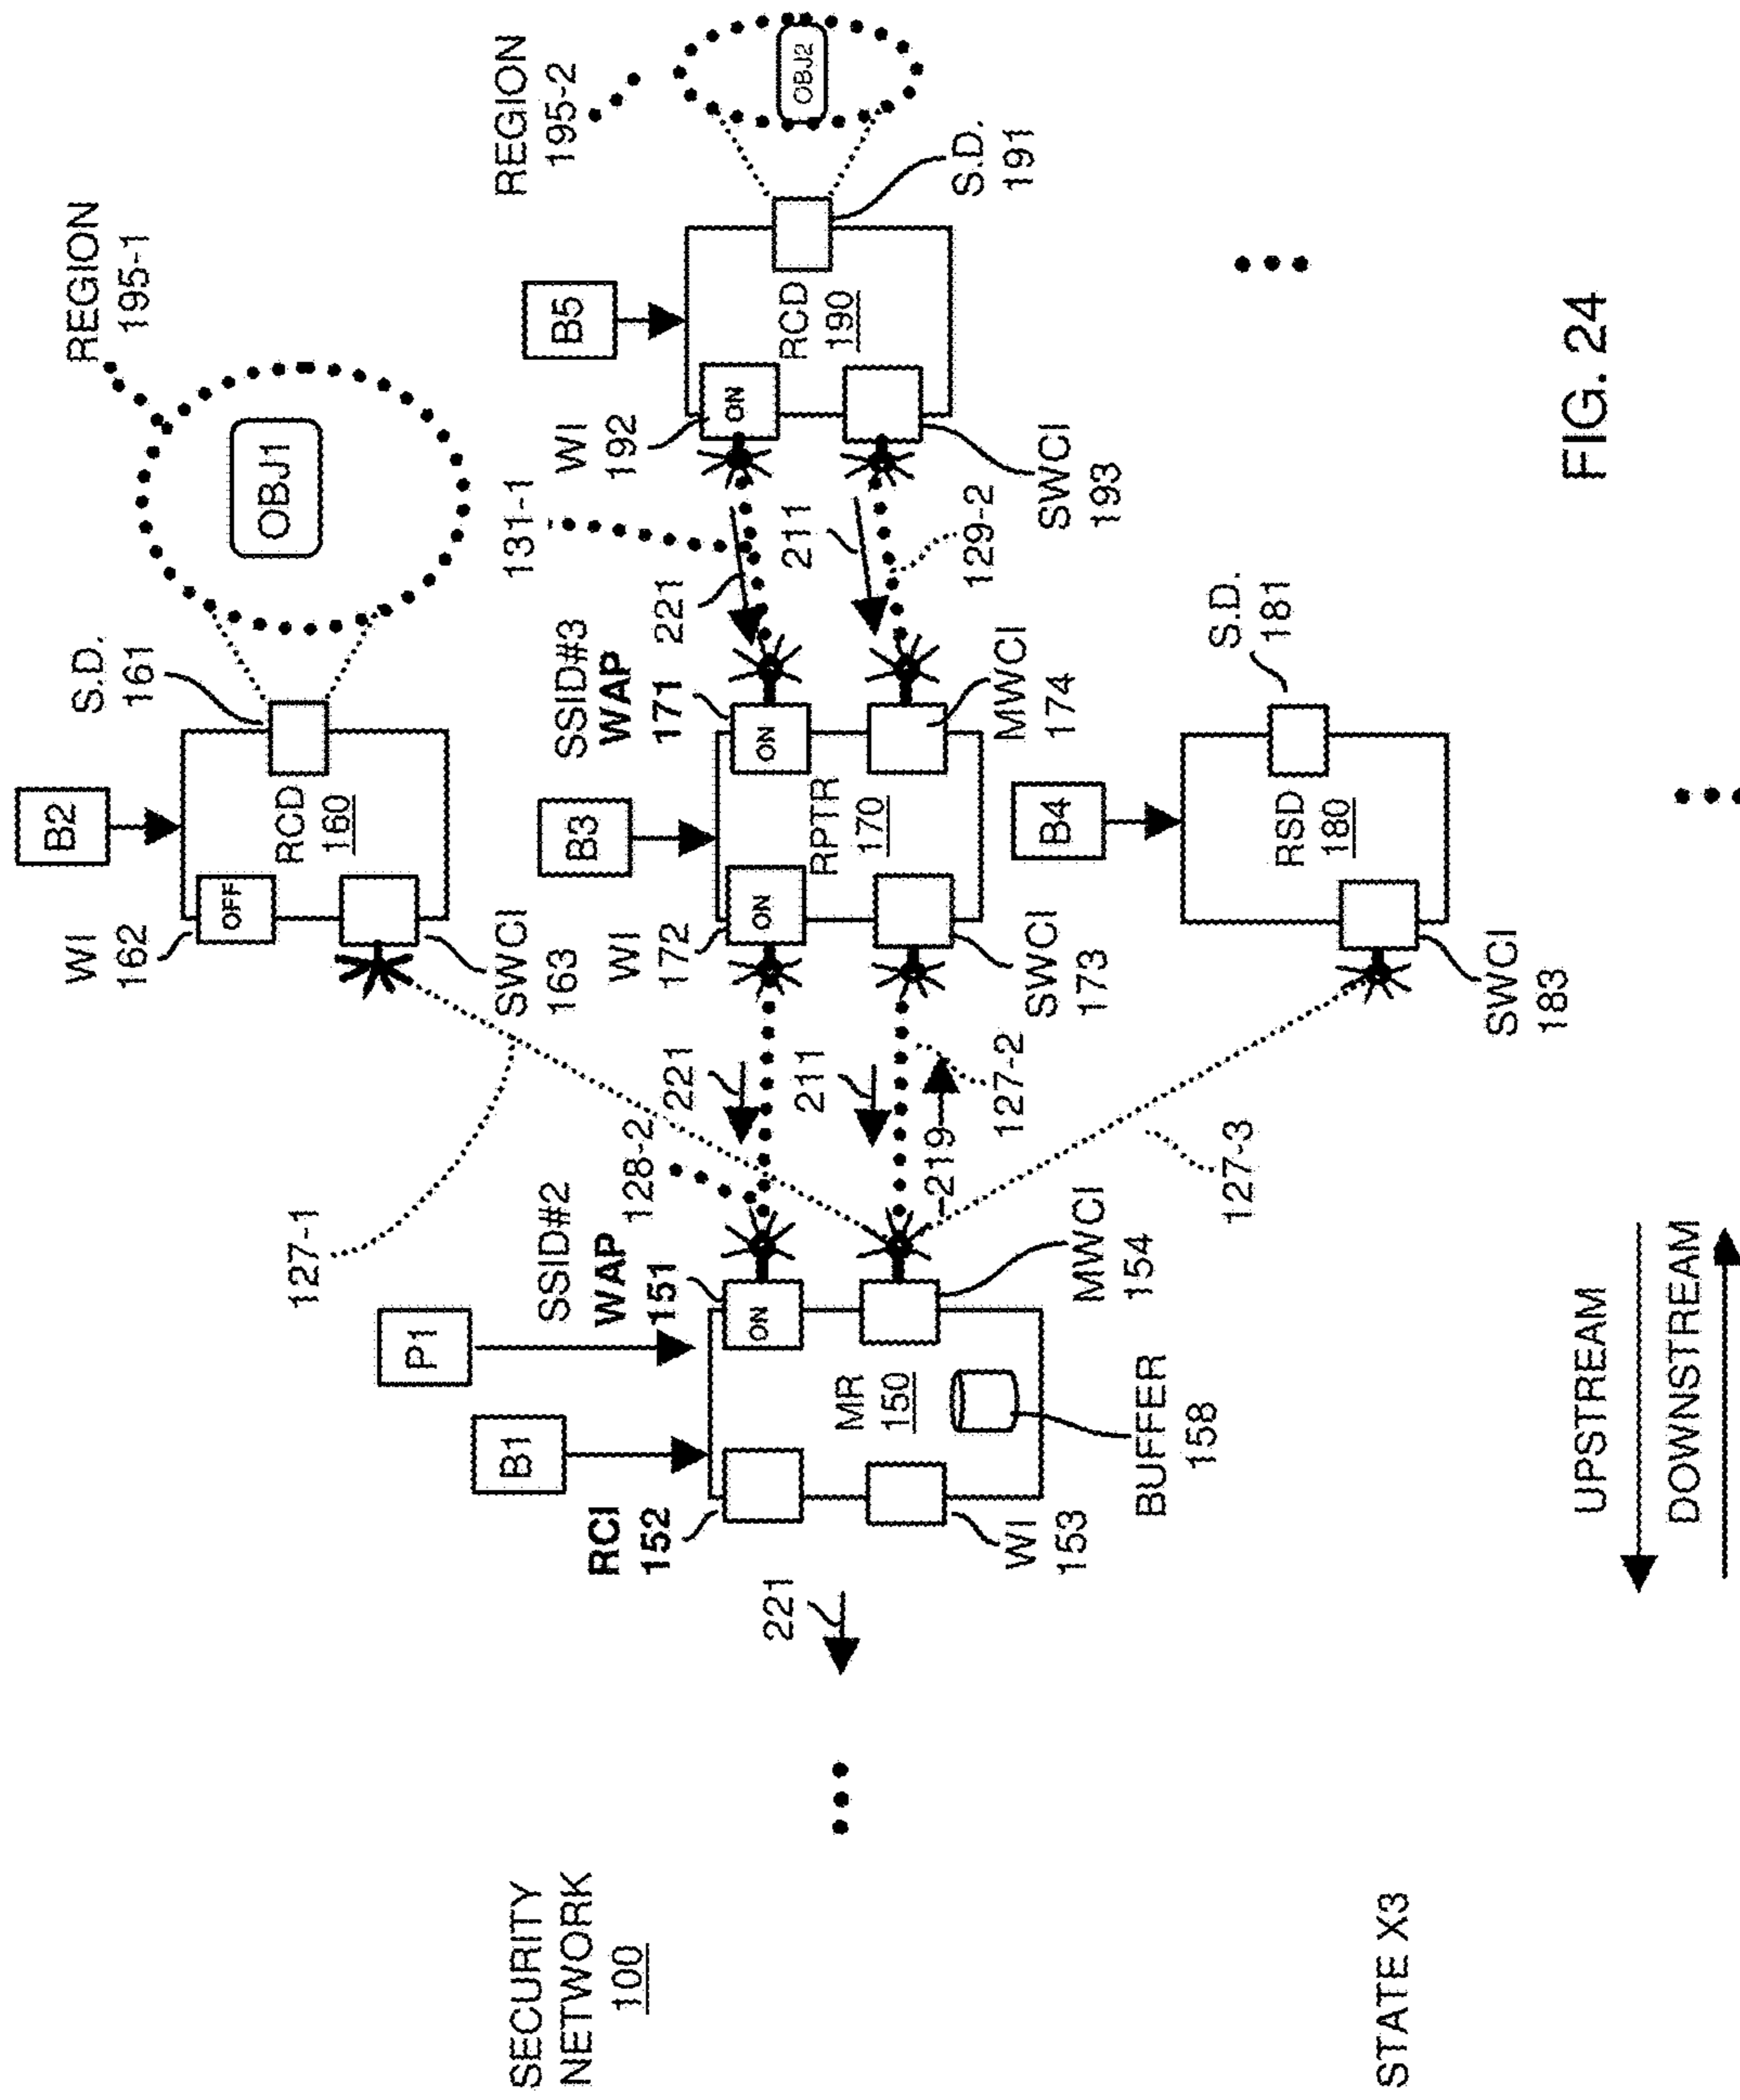 SECURITY
NETWORK
100
STATE X3
221
RCI
152
B1
P1
SSID#2
WAP
151
ON
MR
150
WI
153
BUFFER
158
MWCI
154
127-1
128-2
221
211
219
127-2
127-3
UPSTREAM
DOWNSTREAM
WI
162
OFF
B2
RCD
160
S.D.
161
SWCI
163
REGION
195-1
OBJ1
WI
172
ON
B3
RPTR
170
SSID#3
WAP
171
ON
SWCI
173
MWCI
174
B4
RSD
180
S.D.
181
SWCI
183
221
131-1
211
129-2
WI
192
ON
B5
RCD
190
SWCI
193
S.D.
191
REGION
195-2
OBJ2
FIG. 24